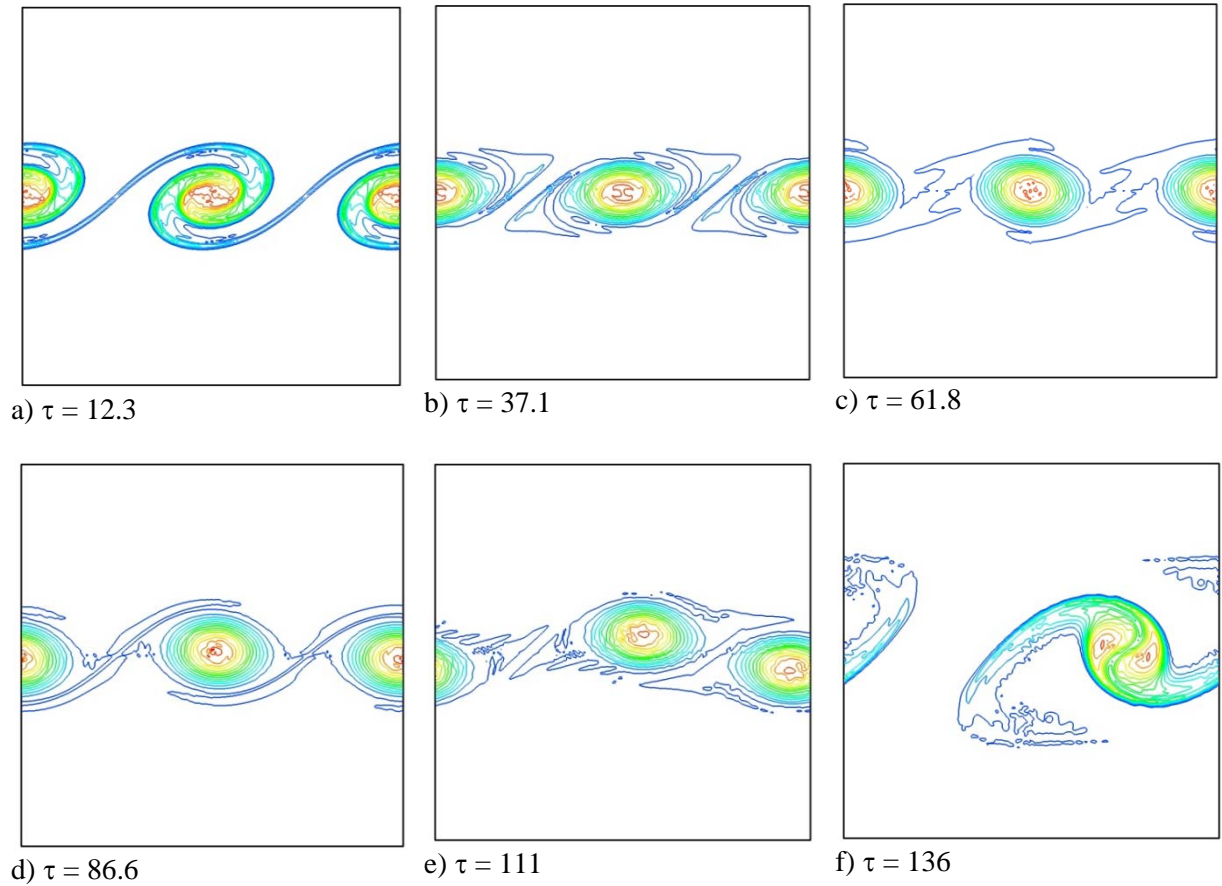 a) τ = 12.3
b) τ = 37.1
c) τ = 61.8
d) τ = 86.6
e) τ = 111
f) τ = 136